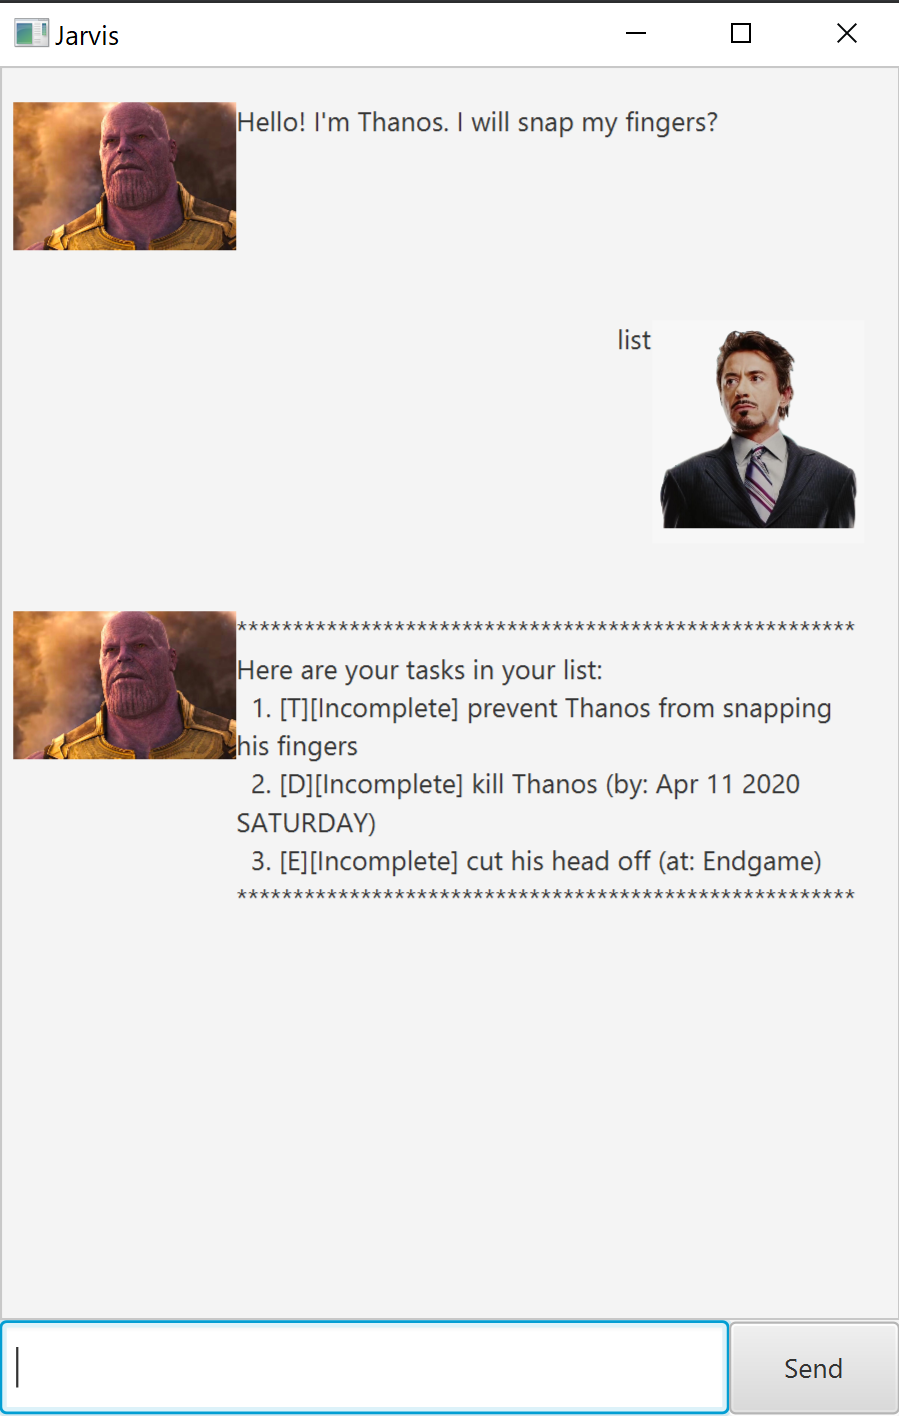 Jarvis
Hello! I'm Thanos. I will snap my fingers?
list
*******************************************************
Here are your tasks in your list:
1. [T][Incomplete] prevent Thanos from snapping
his fingers
2. [D][Incomplete] kill Thanos (by: Apr 11 2020
SATURDAY)
3. [E][Incomplete] cut his head off (at: Endgame)
*******************************************************
Send